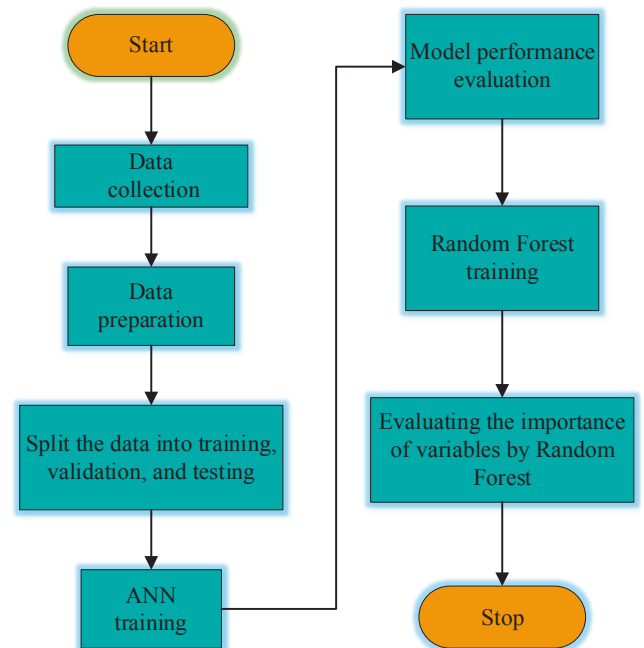 Start
Data
collection
Data
preparation
Split the data into training,
validation, and testing
ANN
training
Model performance
evaluation
Random Forest
training
Evaluating the importance
of variables by Random
Forest
Stop